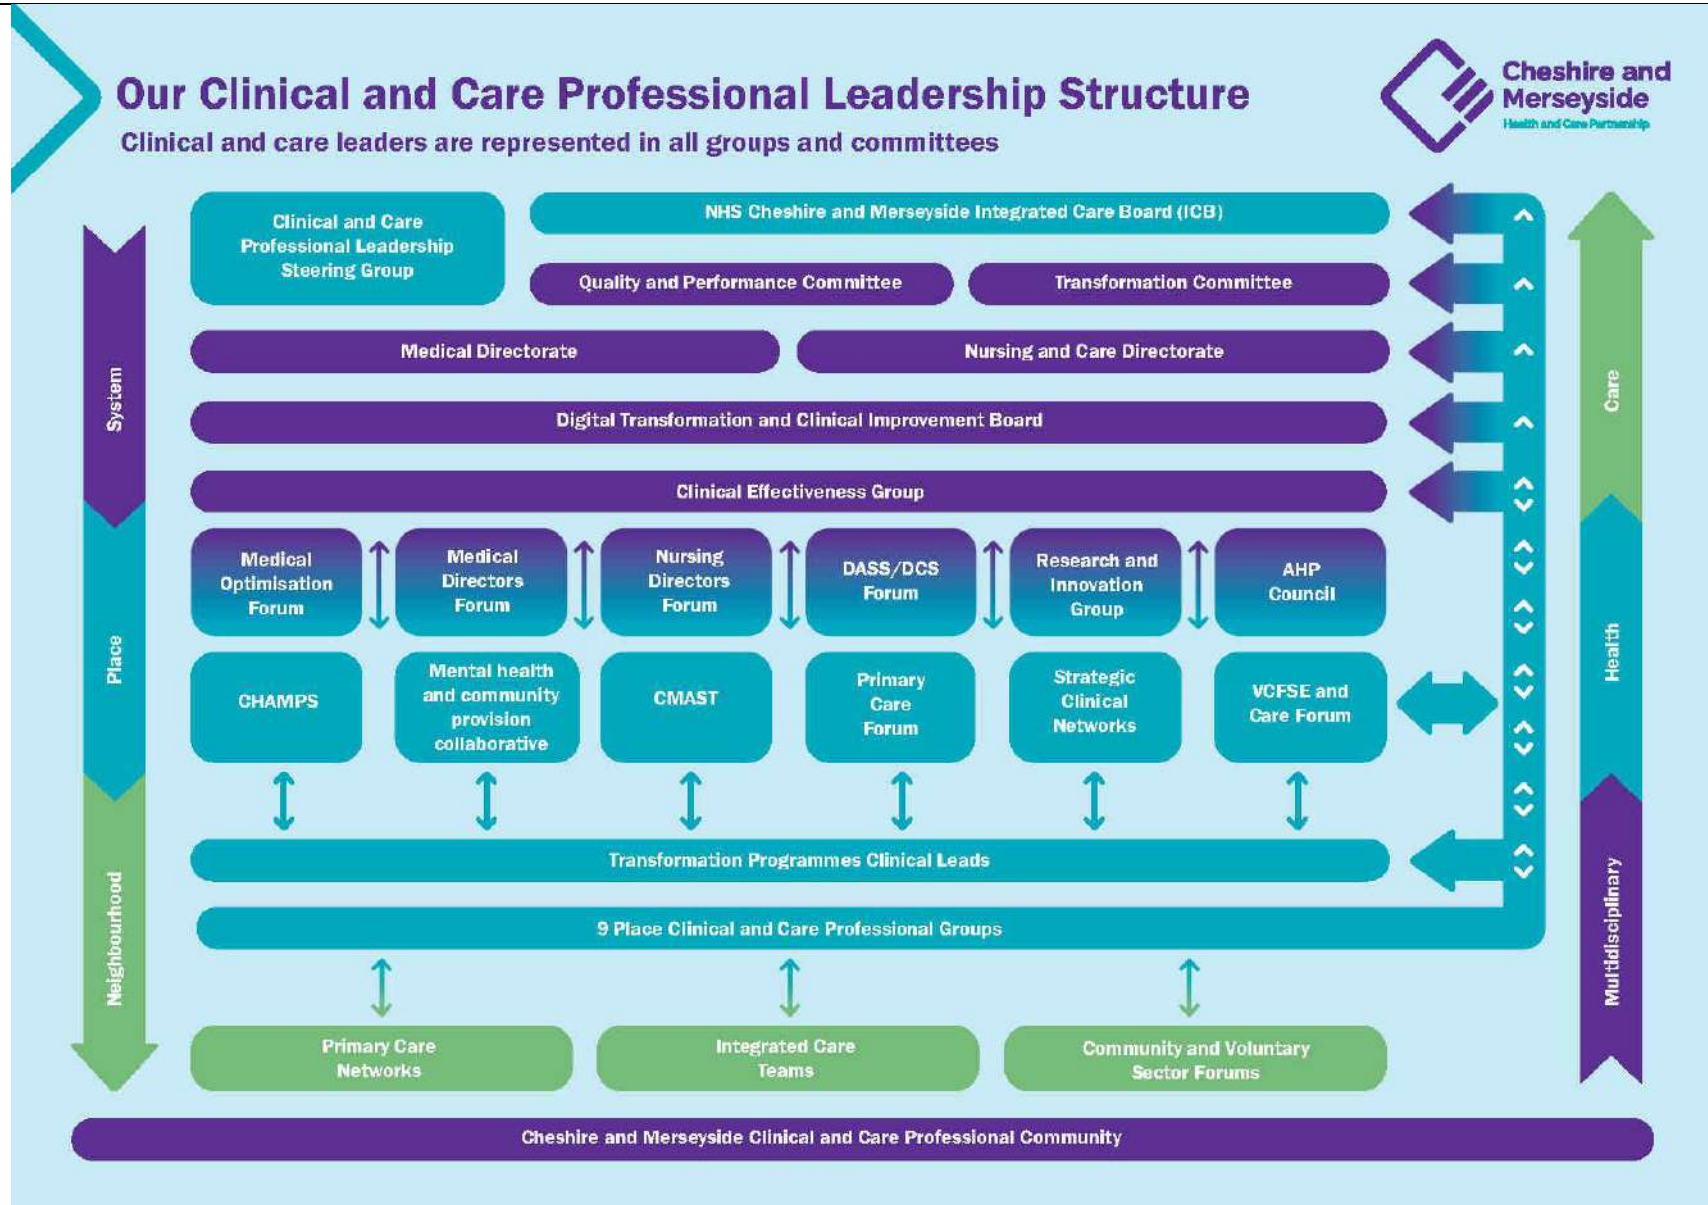 Our Clinical and Care Professional Leadership Structure
Clinical and care leaders are represented in all groups and committees
Cheshire and
Merseyside
Health and Care Partnership
Clinical and Care
Professional Leadership
Steering Group
NHS Cheshire and Merseyside Integrated Care Board (ICB)
Quality and Performance Committee
Transformation Committee
Medical Directorate
Nursing and Care Directorate
Digital Transformation and Clinical Improvement Board
Clinical Effectiveness Group
Medical
Optimisation
Forum
Medical
Directors
Forum
Nursing
Directors
Forum
DASS/DCS
Forum
Research and
Innovation
Group
AHP
Council
CHAMPS
Mental health
and community
provision
collaborative
CMAST
Primary
Care
Forum
Strategic
Clinical
Networks
VCFSE and
Care Forum
Transformation Programmes Clinical Leads
9 Place Clinical and Care Professional Groups
Primary Care
Networks
Integrated Care
Teams
Community and Voluntary
Sector Forums
Cheshire and Merseyside Clinical and Care Professional Community
System
Place
Neighbourhood
Care
Health
Multidisciplinary